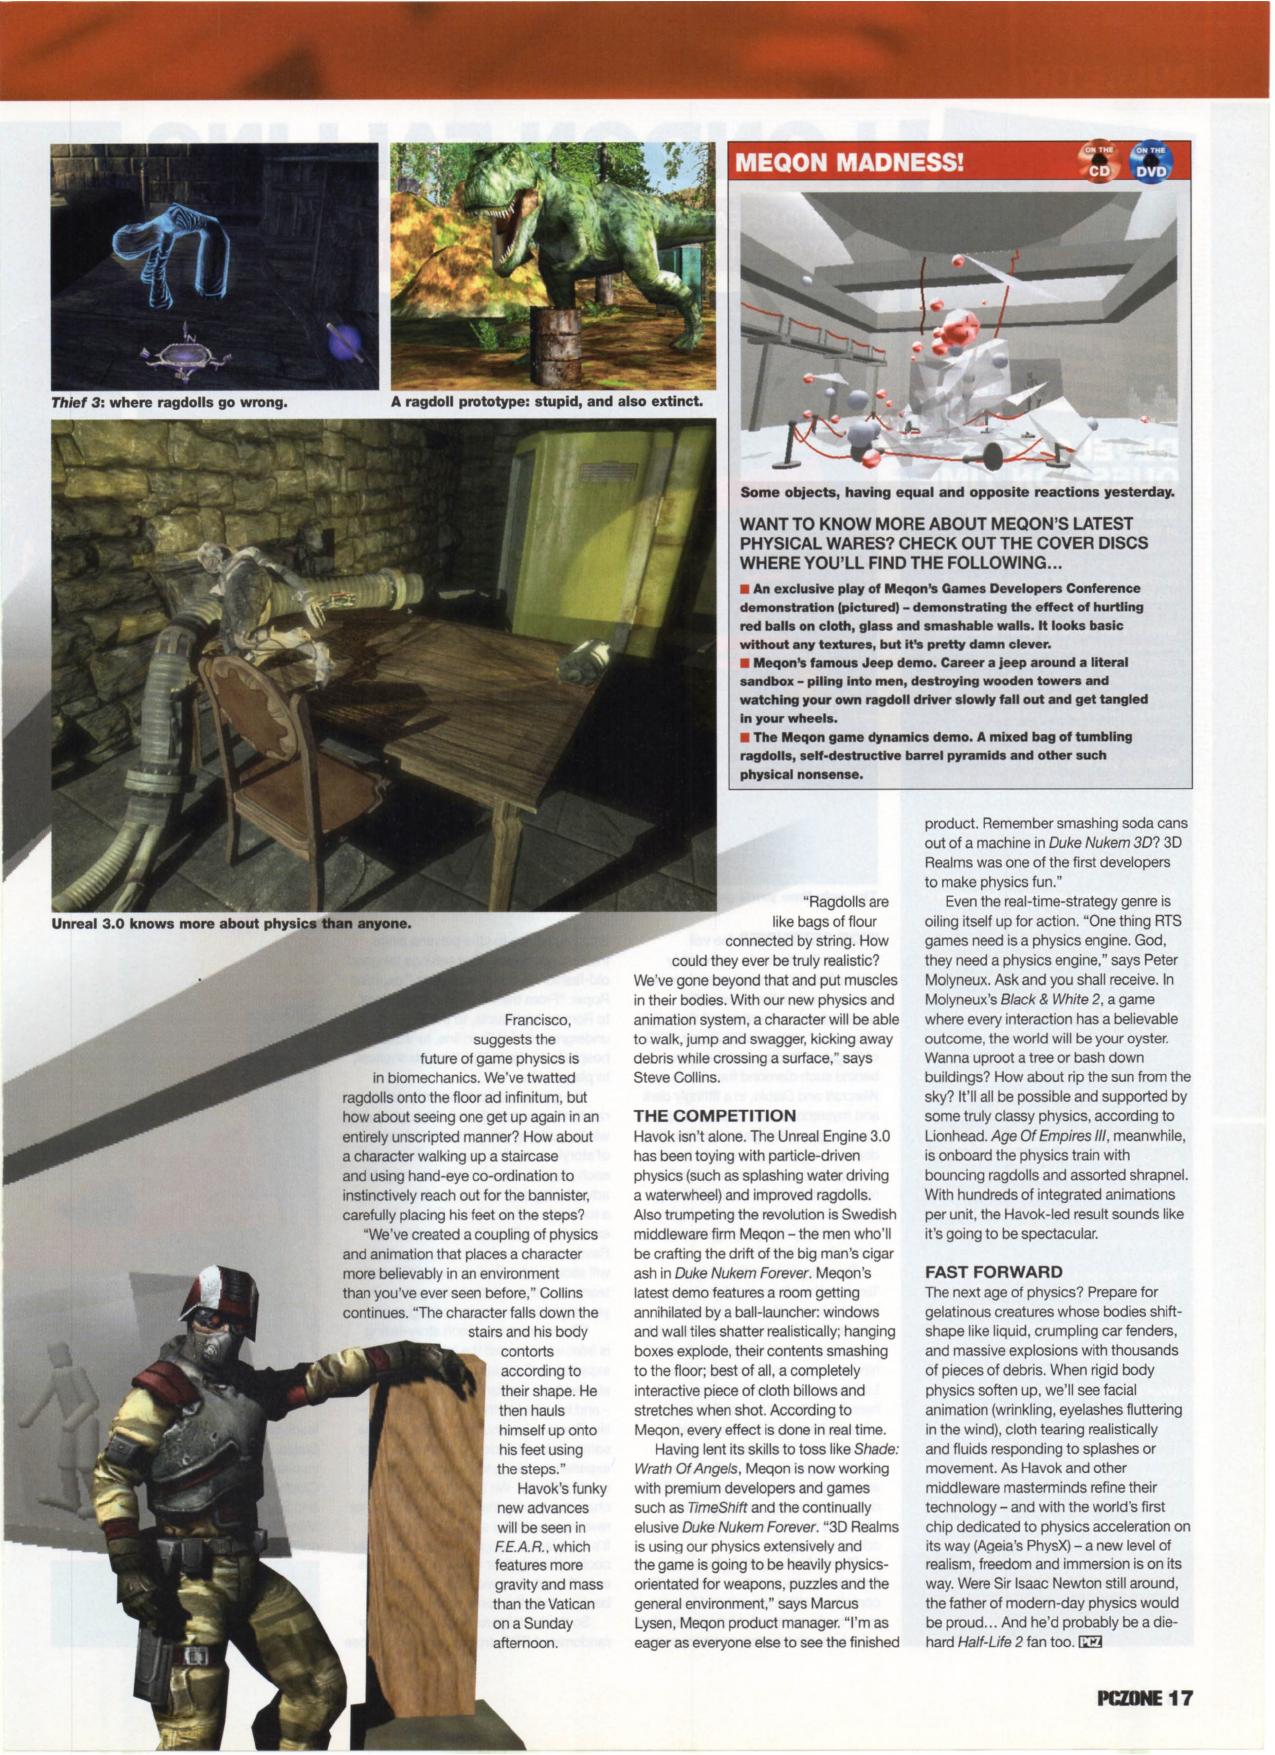 Thief 3: where ragdolls go wrong.
A ragdoll prototype: stupid, and also extinct.
Unreal 3.0 knows more about physics than anyone.
MEQON MADNESS!
ON THE
CD
ON THE
DVD
Some objects, having equal and opposite reactions yesterday.
WANT TO KNOW MORE ABOUT MEQON'S LATEST
PHYSICAL WARES? CHECK OUT THE COVER DISCS
WHERE YOU'LL FIND THE FOLLOWING...
■ An exclusive play of Meqon's Games Developers Conference
demonstration (pictured) – demonstrating the effect of hurtling
red balls on cloth, glass and smashable walls. It looks basic
without any textures, but it's pretty damn clever.
■ Meqon's famous Jeep demo. Career a jeep around a literal
sandbox – piling into men, destroying wooden towers and
watching your own ragdoll driver slowly fall out and get tangled
in your wheels.
■ The Meqon game dynamics demo. A mixed bag of tumbling
ragdolls, self-destructive barrel pyramids and other such
physical nonsense.
Francisco,
suggests the
future of game physics is
in biomechanics. We've twatted
ragdolls onto the floor ad infinitum, but
how about seeing one get up again in an
entirely unscripted manner? How about
a character walking up a staircase
and using hand-eye co-ordination to
instinctively reach out for the bannister,
carefully placing his feet on the steps?
"We've created a coupling of physics
and animation that places a character
more believably in an environment
than you've ever seen before," Collins
continues. "The character falls down the
stairs and his body
contorts
according to
their shape. He
then hauls
himself up onto
his feet using
the steps."
Havok's funky
new advances
will be seen in
F.E.A.R., which
features more
gravity and mass
than the Vatican
on a Sunday
afternoon.
"Ragdolls are
like bags of flour
connected by string. How
could they ever be truly realistic?
We've gone beyond that and put muscles
in their bodies. With our new physics and
animation system, a character will be able
to walk, jump and swagger, kicking away
debris while crossing a surface," says
Steve Collins.
THE COMPETITION
Havok isn't alone. The Unreal Engine 3.0
has been toying with particle-driven
physics (such as splashing water driving
a waterwheel) and improved ragdolls.
Also trumpeting the revolution is Swedish
middleware firm Meqon – the men who'll
be crafting the drift of the big man's cigar
ash in Duke Nukem Forever. Meqon's
latest demo features a room getting
annihilated by a ball-launcher: windows
and wall tiles shatter realistically; hanging
boxes explode, their contents smashing
to the floor; best of all, a completely
interactive piece of cloth billows and
stretches when shot. According to
Meqon, every effect is done in real time.
Having lent its skills to toss like Shade:
Wrath Of Angels, Meqon is now working
with premium developers and games
such as TimeShift and the continually
elusive Duke Nukem Forever. "3D Realms
is using our physics extensively and
the game is going to be heavily physics-
orientated for weapons, puzzles and the
general environment," says Marcus
Lysen, Meqon product manager. "I'm as
eager as everyone else to see the finished
product. Remember smashing soda cans
out of a machine in Duke Nukem 3D? 3D
Realms was one of the first developers
to make physics fun."
Even the real-time-strategy genre is
oiling itself up for action. "One thing RTS
games need is a physics engine. God,
they need a physics engine," says Peter
Molyneux. Ask and you shall receive. In
Molyneux's Black & White 2, a game
where every interaction has a believable
outcome, the world will be your oyster.
Wanna uproot a tree or bash down
buildings? How about rip the sun from the
sky? It'll all be possible and supported by
some truly classy physics, according to
Lionhead. Age Of Empires III, meanwhile,
is onboard the physics train with
bouncing ragdolls and assorted shrapnel.
With hundreds of integrated animations
per unit, the Havok-led result sounds like
it's going to be spectacular.
FAST FORWARD
The next age of physics? Prepare for
gelatinous creatures whose bodies shift-
shape like liquid, crumpling car fenders,
and massive explosions with thousands
of pieces of debris. When rigid body
physics soften up, we'll see facial
animation (wrinkling, eyelashes fluttering
in the wind), cloth tearing realistically
and fluids responding to splashes or
movement. As Havok and other
middleware masterminds refine their
technology – and with the world's first
chip dedicated to physics acceleration on
its way (Ageia's PhysX) – a new level of
realism, freedom and immersion is on its
way. Were Sir Isaac Newton still around,
the father of modern-day physics would
be proud... And he'd probably be a die-
hard Half-Life 2 fan too. PCZ
PCZONE 17